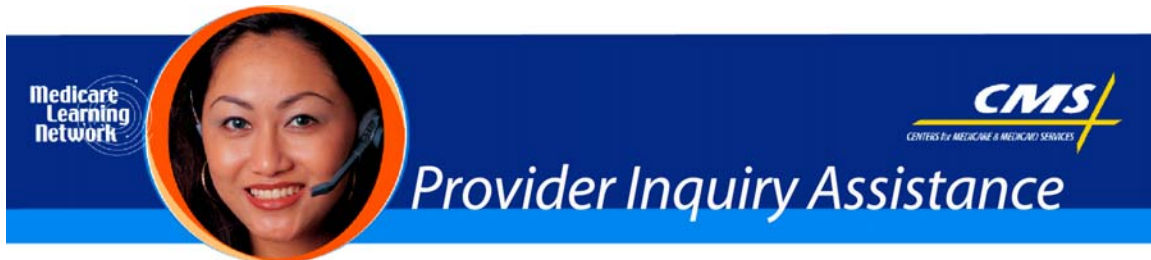 Medicare
Learning
Network
CMS
CENTERS for MEDICARE & MEDICAID SERVICES
Provider Inquiry Assistance